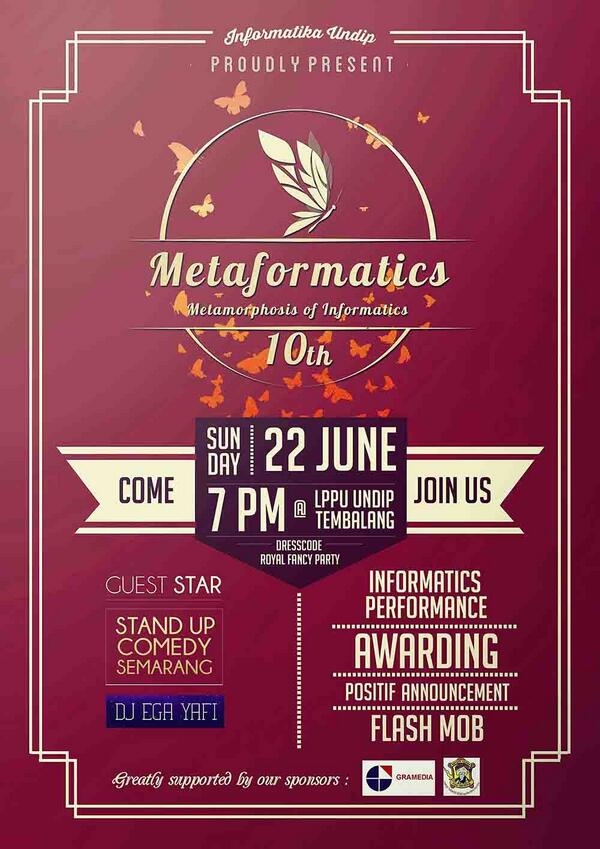 Informatika Undip
PROUDLY PRESENT
Metaformatics
Metamorphosis of Informatics
10th
SUN
DAY
22 JUNE
7 PM @ LPPU UNDIP
TEMBALANG
COME
JOIN US
DRESSCODE
ROYAL FANCY PARTY
GUEST STAR
STAND UP
COMEDY
SEMARANG
DJ EGA YAFI
INFORMATICS
PERFORMANCE
AWARDING
POSITIF ANNOUNCEMENT
FLASH MOB
Greatly supported by our sponsors :
GRAMEDIA